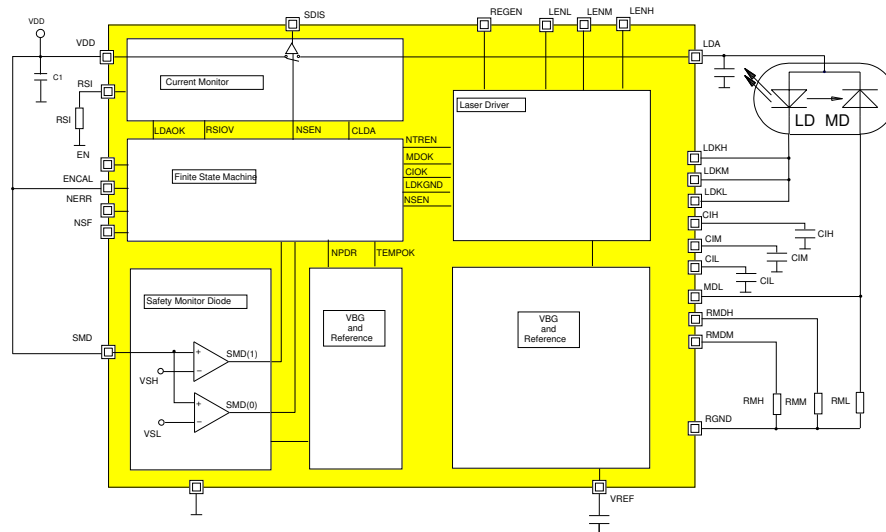 SDIS
REGEN
LENL
LENM
LENH
VDD
VDD
LDA
C1
Current Monitor
RSI
RSI
Laser Driver
LD MD
LDAOK
RSIOV
NSEN
CLDA
EN
NTREN
MDOK
CIOK
LDKGND
NSEN
Finite State Machine
ENCAL
NERR
NSF
LDKH
LDKM
LDKL
CIH
CIH
CIM
CIM
CIL
CIL
NPDR
TEMPOK
MDL
Safety Monitor Diode
VBG
and
Reference
VBG
and
Reference
RMDH
RMDM
SMD
SMD(1)
VSH
SMD(0)
VSL
RMH
RMM
RML
RGND
VREF
+
−
+
−